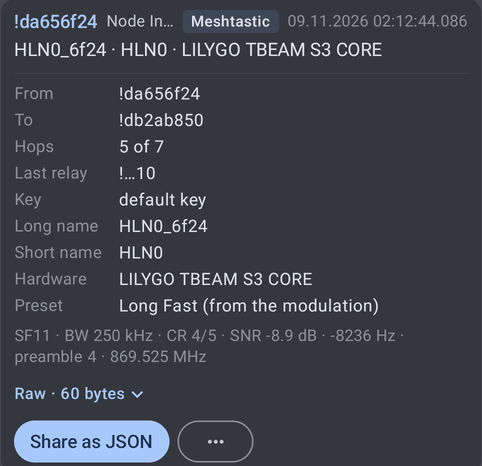 !da656f24 Node In... Meshtastic 09.11.2026 02:12:44.086
HLN0_6f24 · HLN0 · LILYGO TBEAM S3 CORE
From !da656f24
To !db2ab850
Hops 5 of 7
Last relay !…10
Key default key
Long name HLN0_6f24
Short name HLN0
Hardware LILYGO TBEAM S3 CORE
Preset Long Fast (from the modulation)
SF11 · BW 250 kHz · CR 4/5 · SNR -8.9 dB · -8236 Hz ·
preamble 4 · 869.525 MHz
Raw · 60 bytes
Share as JSON